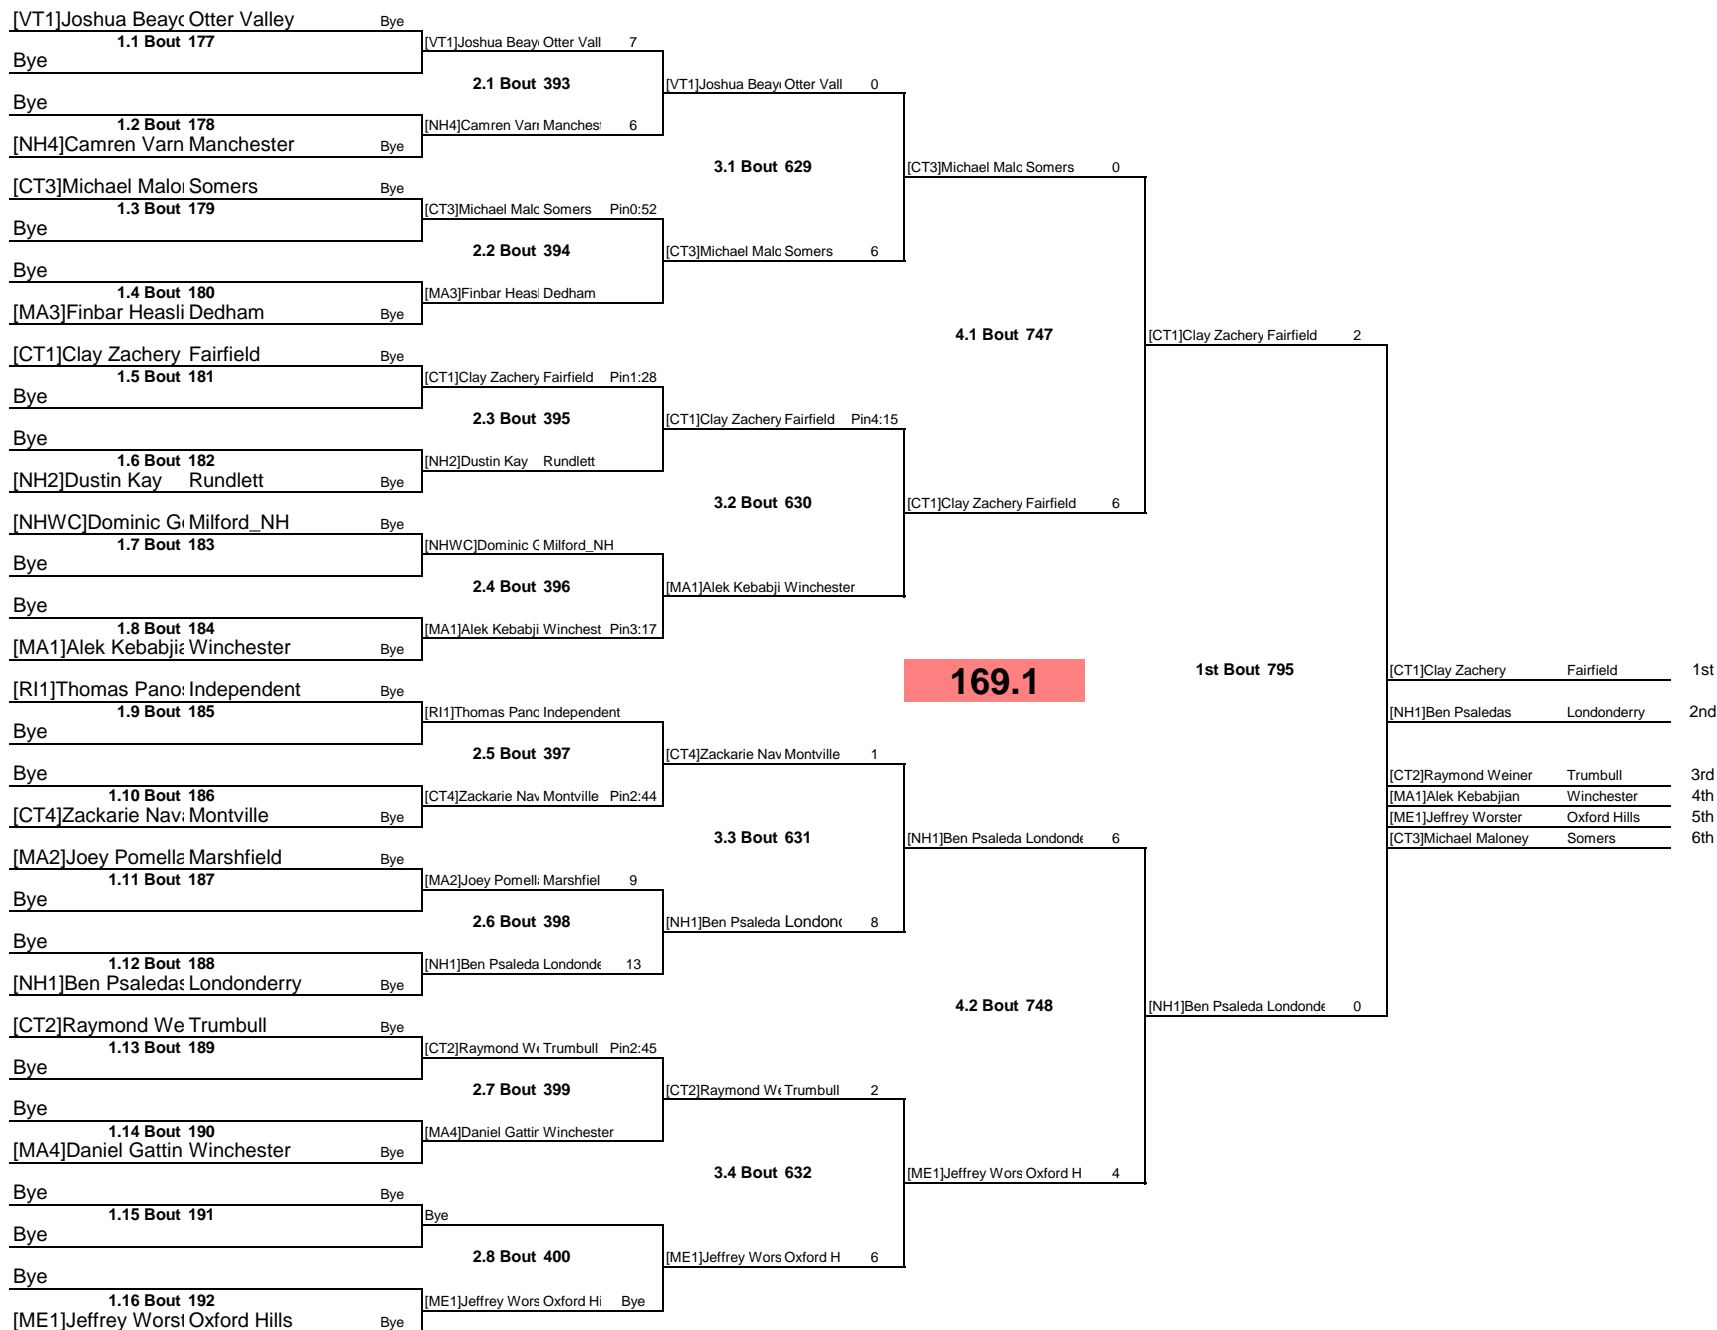 [VT1]Joshua Beayc Otter Valley Bye
1.1 Bout 177
Bye
Bye
1.2 Bout 178
[NH4]Camren Varn Manchester Bye
[CT3]Michael Malo Somers Bye
1.3 Bout 179
Bye
Bye
1.4 Bout 180
[MA3]Finbar Heasli Dedham Bye
[CT1]Clay Zachery Fairfield Bye
1.5 Bout 181
Bye
Bye
1.6 Bout 182
[NH2]Dustin Kay Rundlett Bye
[NHWC]Dominic G Milford_NH Bye
1.7 Bout 183
Bye
Bye
1.8 Bout 184
[MA1]Alek Kebabjia Winchester Bye
[RI1]Thomas Pano Independent Bye
1.9 Bout 185
Bye
Bye
1.10 Bout 186
[CT4]Zackarie Nava Montville Bye
[MA2]Joey Pomella Marshfield Bye
1.11 Bout 187
Bye
Bye
1.12 Bout 188
[NH1]Ben Psaledas Londonderry Bye
[CT2]Raymond We Trumbull Bye
1.13 Bout 189
Bye
Bye
1.14 Bout 190
[MA4]Daniel Gattin Winchester Bye
Bye Bye
1.15 Bout 191
Bye
Bye
1.16 Bout 192
[ME1]Jeffrey Worst Oxford Hills Bye
[VT1]Joshua Beay Otter Vall 7
2.1 Bout 393
[NH4]Camren Varn Manchest 6
[CT3]Michael Malo Somers Pin0:52
2.2 Bout 394
[MA3]Finbar Heasl Dedham
[CT1]Clay Zachery Fairfield Pin1:28
2.3 Bout 395
[NH2]Dustin Kay Rundlett
[NHWC]Dominic G Milford_NH
2.4 Bout 396
[MA1]Alek Kebabji Winchest Pin3:17
[RI1]Thomas Pano Independent
2.5 Bout 397
[CT4]Zackarie Nav Montville Pin2:44
[MA2]Joey Pomella Marshfiel 9
2.6 Bout 398
[NH1]Ben Psaleda Londonde 13
[CT2]Raymond We Trumbull Pin2:45
2.7 Bout 399
[MA4]Daniel Gattin Winchester
Bye
2.8 Bout 400
[ME1]Jeffrey Wors Oxford Hi Bye
[VT1]Joshua Beay Otter Vall 0
3.1 Bout 629
[CT3]Michael Malo Somers 6
[CT1]Clay Zachery Fairfield Pin4:15
3.2 Bout 630
[MA1]Alek Kebabji Winchester
[CT4]Zackarie Nav Montville 1
3.3 Bout 631
[NH1]Ben Psaleda Londond 8
[CT2]Raymond We Trumbull 2
3.4 Bout 632
[ME1]Jeffrey Wors Oxford H 6
[CT3]Michael Malo Somers 0
4.1 Bout 747
[CT1]Clay Zachery Fairfield 6
169.1
[NH1]Ben Psaleda Londonde 6
4.2 Bout 748
[ME1]Jeffrey Wors Oxford H 4
[CT1]Clay Zachery Fairfield 2
1st Bout 795
[NH1]Ben Psaleda Londonde 0
[CT1]Clay Zachery Fairfield 1st
[NH1]Ben Psaledas Londonderry 2nd
[CT2]Raymond Weiner Trumbull 3rd
[MA1]Alek Kebabjian Winchester 4th
[ME1]Jeffrey Worster Oxford Hills 5th
[CT3]Michael Maloney Somers 6th